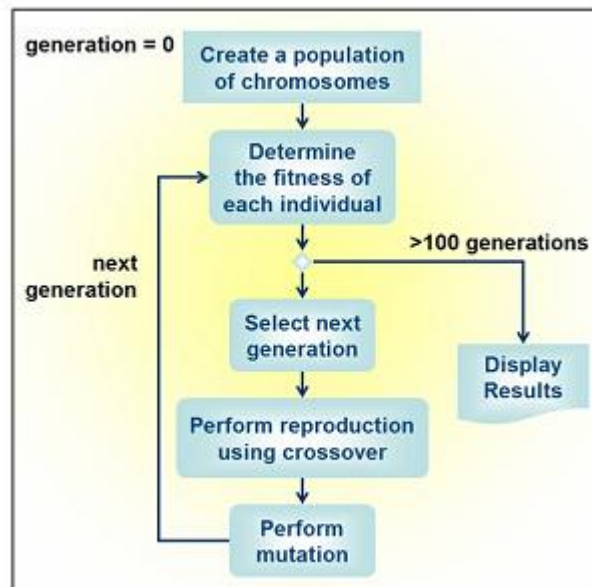 generation = 0
Create a population
of chromosomes
Determine
the fitness of
each individual
>100 generations
next
generation
Select next
generation
Display
Results
Perform reproduction
using crossover
Perform
mutation